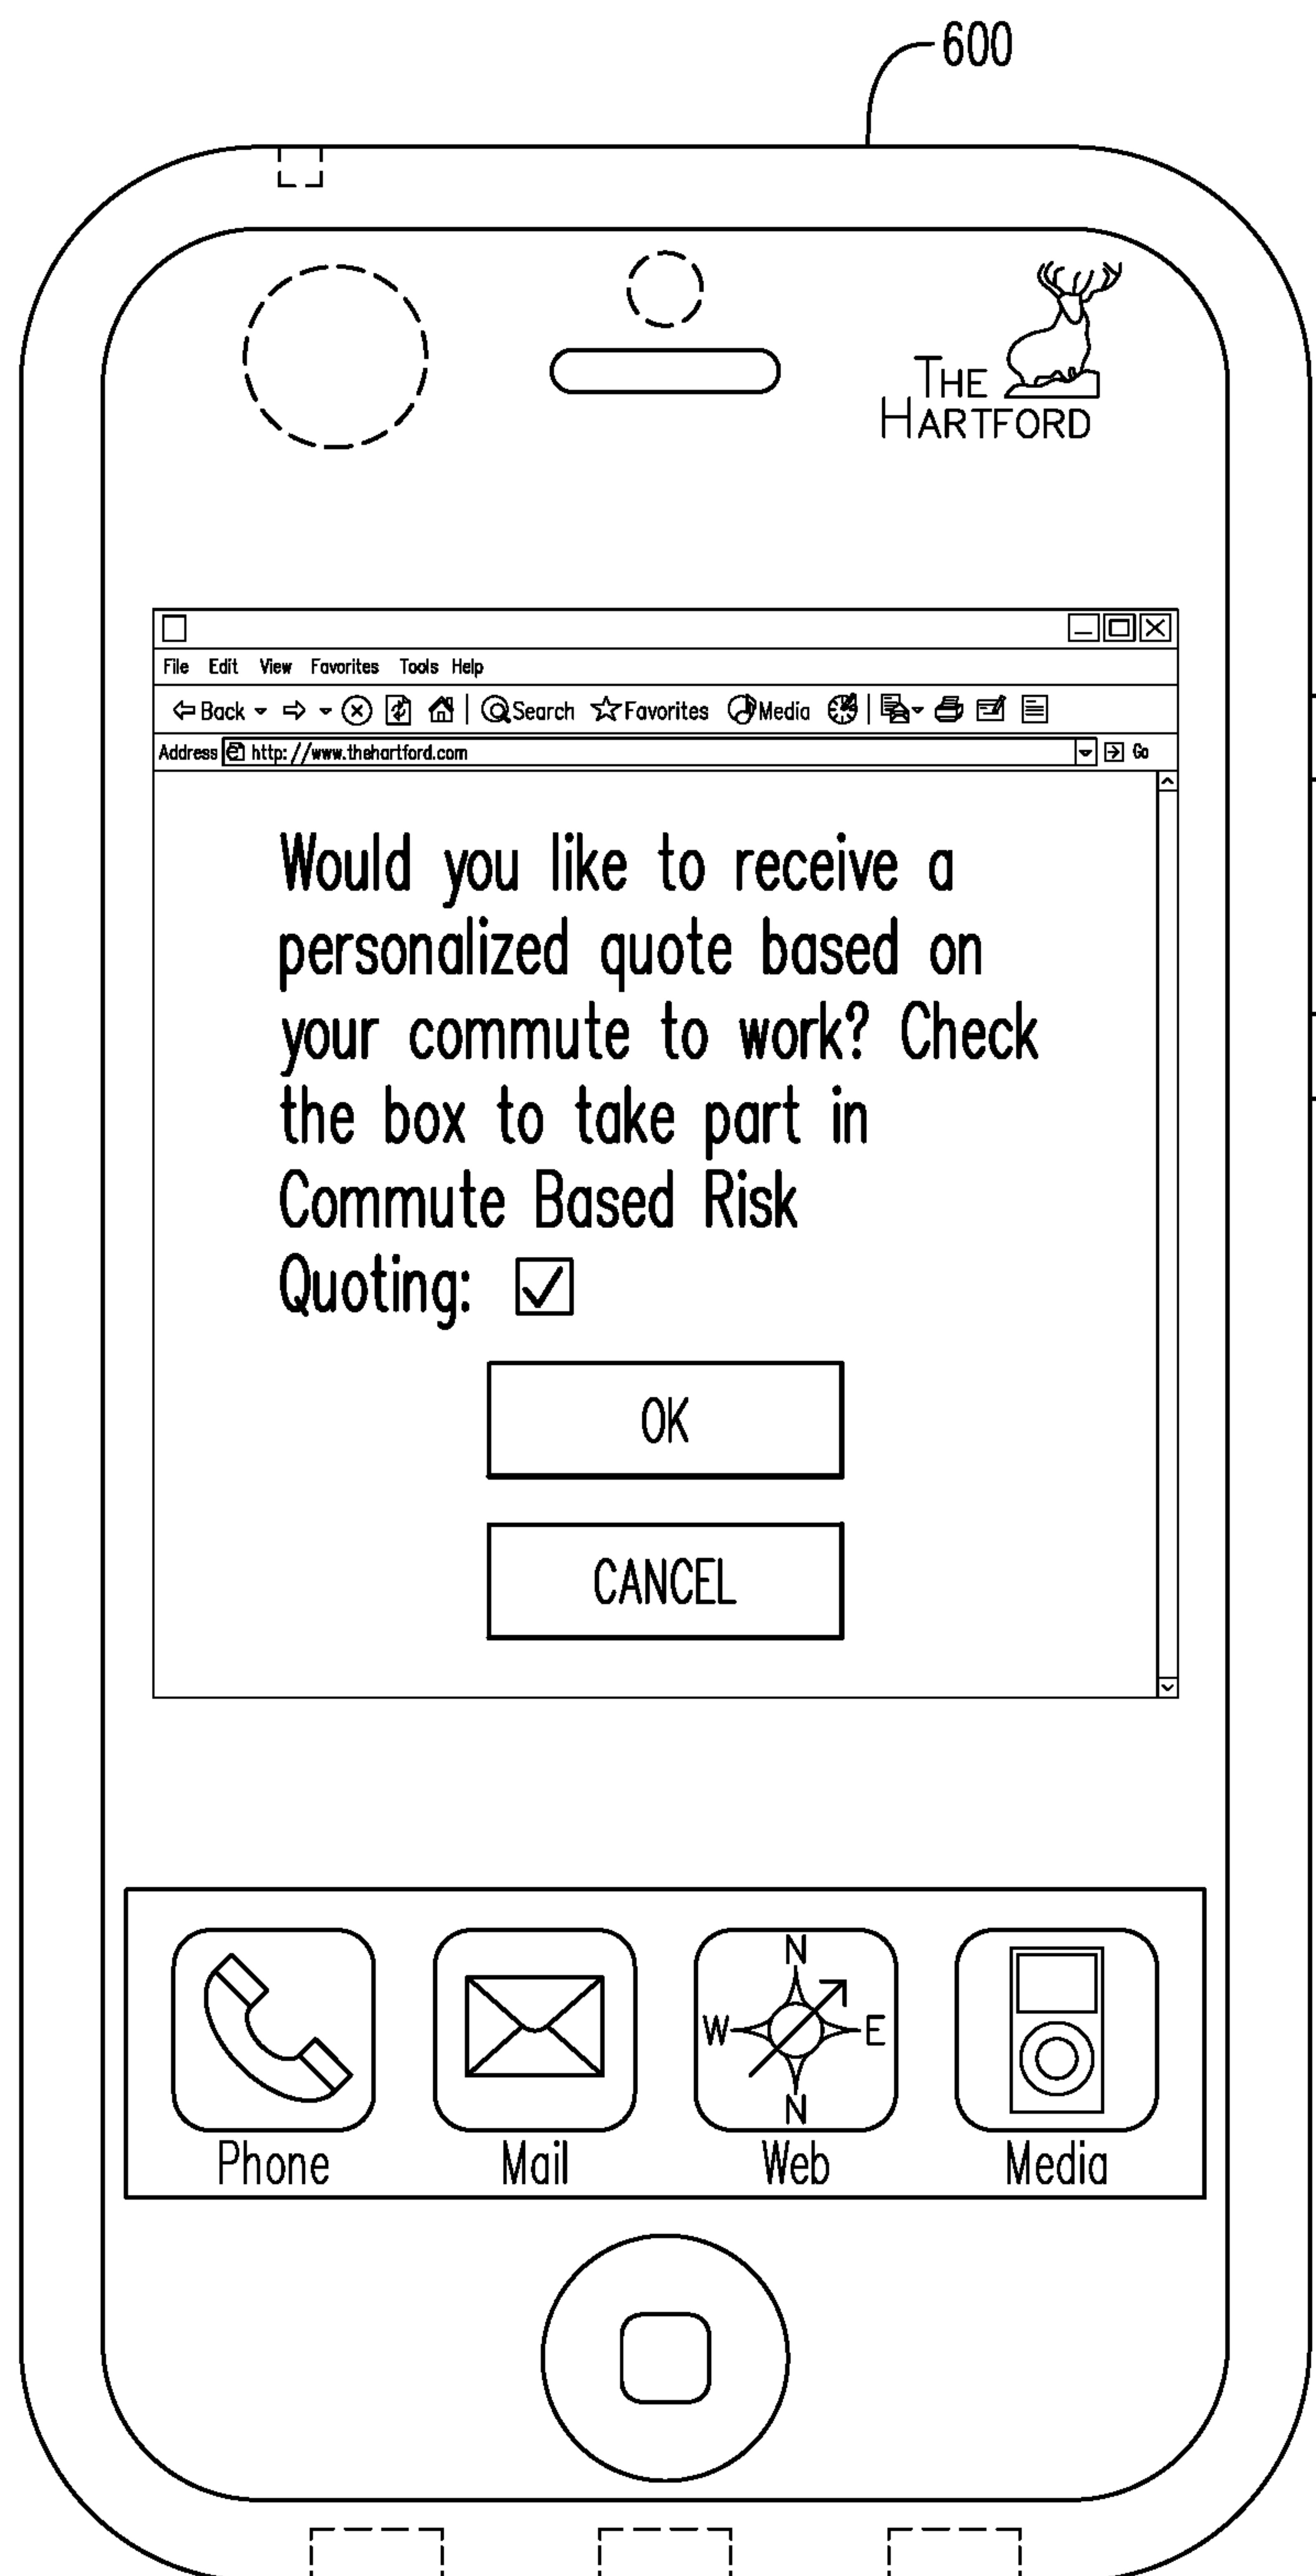 600
THE
HARTFORD
File Edit View Favorites Tools Help
Back Search Favorites Media
Address http://www.thehartford.com Go
Would you like to receive a
personalized quote based on
your commute to work? Check
the box to take part in
Commute Based Risk
Quoting:
OK
CANCEL
N
W E
N
Phone Mail Web Media